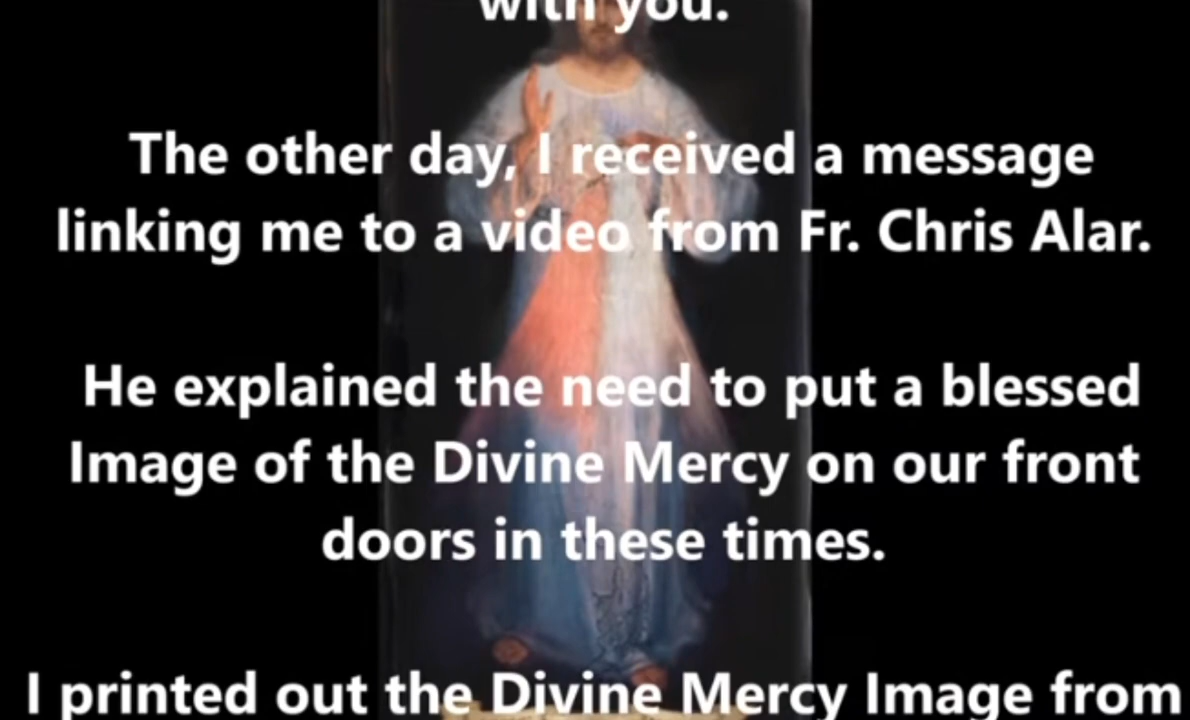 with you.
The other day, I received a message
linking me to a video from Fr. Chris Alar.
He explained the need to put a blessed
Image of the Divine Mercy on our front
doors in these times.
I printed out the Divine Mercy Image from